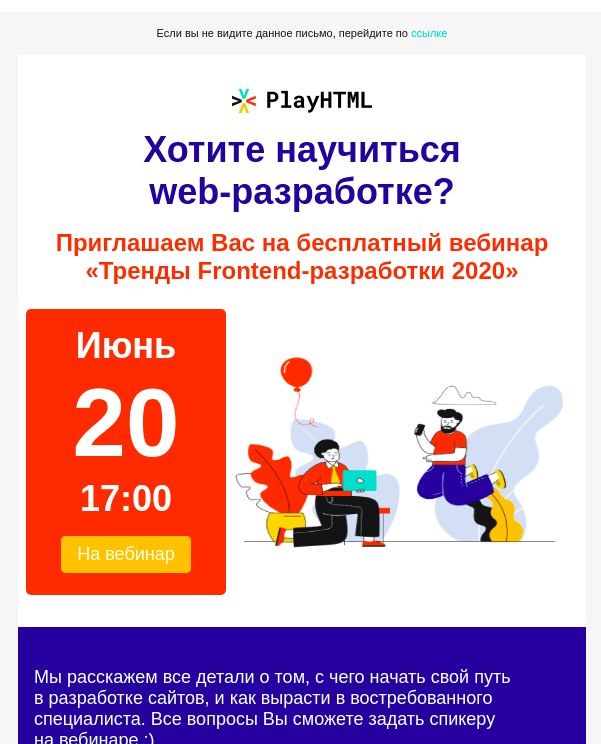 Если вы не видите данное письмо, перейдите по ссылке
PlayHTML
Хотите научиться
web-разработке?
Приглашаем Вас на бесплатный вебинар
«Тренды Frontend-разработки 2020»
Июнь
20
17:00
На вебинар
Мы расскажем все детали о том, с чего начать свой путь
в разработке сайтов, и как вырасти в востребованного
специалиста. Все вопросы Вы сможете задать спикеру
на вебинаре :)